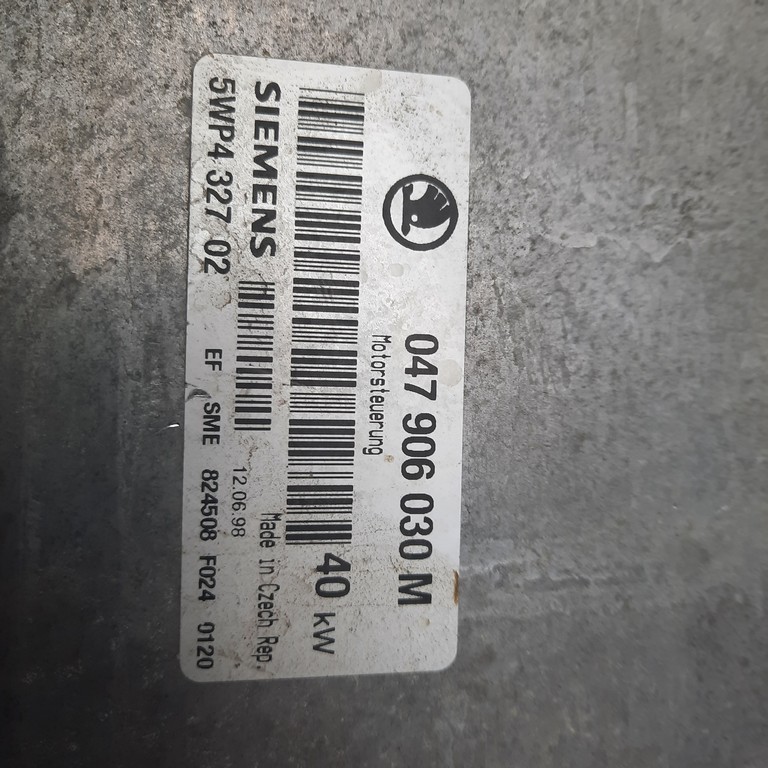 047 906 030 M
Motorsteuerung
40 kW
SIEMENS
Made in Czech Rep.
12.06.98
5WP4 327 02
EF SME 824508 F024 0120